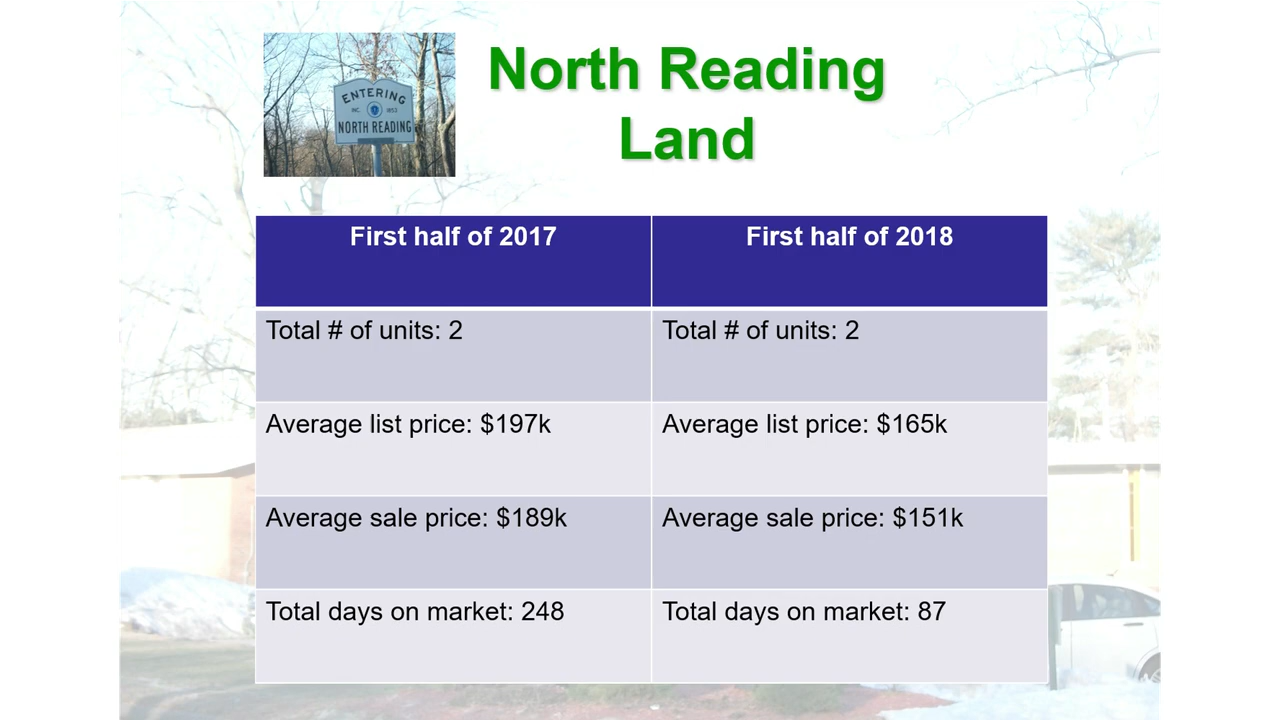 ENTERING
INC. 1853
NORTH READING
North Reading
Land
First half of 2017
First half of 2018
Total # of units: 2
Total # of units: 2
Average list price: $197k
Average list price: $165k
Average sale price: $189k
Average sale price: $151k
Total days on market: 248
Total days on market: 87